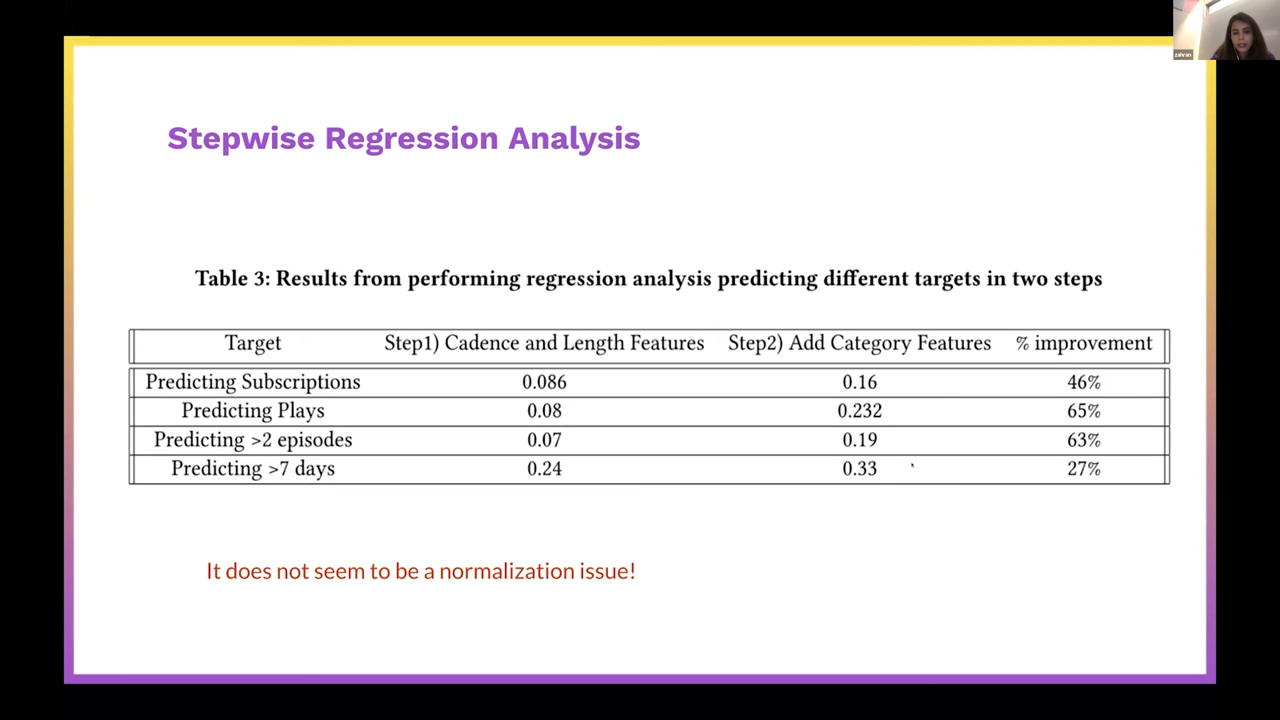 zahran
Stepwise Regression Analysis
Table 3: Results from performing regression analysis predicting different targets in two steps
Target Step1) Cadence and Length Features Step2) Add Category Features % improvement
Predicting Subscriptions 0.086 0.16 46%
Predicting Plays 0.08 0.232 65%
Predicting >2 episodes 0.07 0.19 63%
Predicting >7 days 0.24 0.33 27%
It does not seem to be a normalization issue!